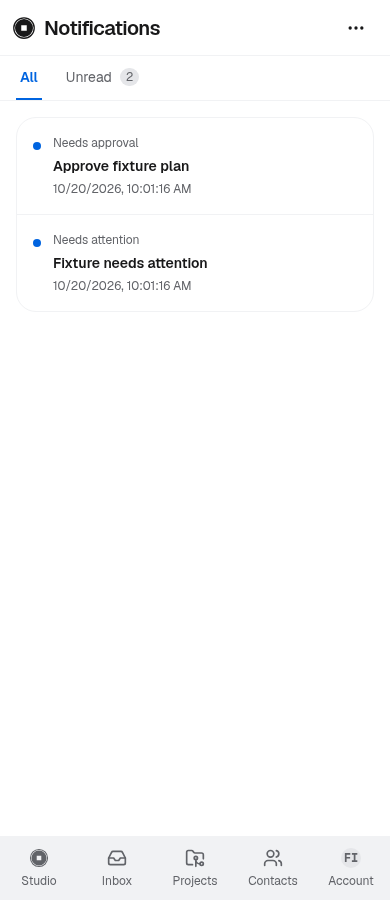 Notifications
All
Unread 2
Needs approval
Approve fixture plan
10/20/2026, 10:01:16 AM
Needs attention
Fixture needs attention
10/20/2026, 10:01:16 AM
FI
Studio Inbox Projects Contacts Account